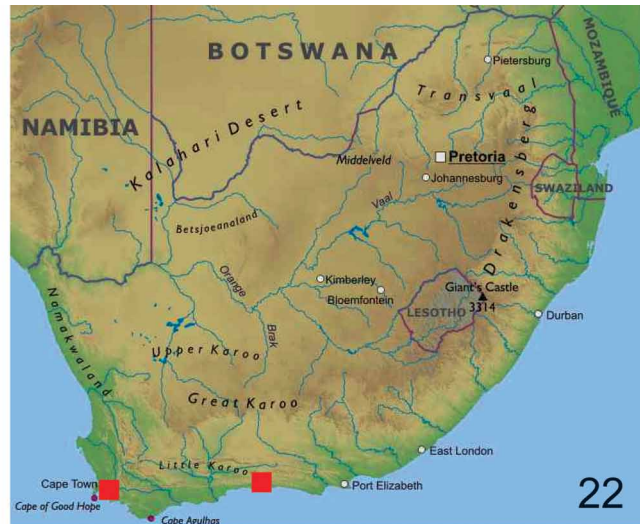 BOTSWANA
Pietersburg
MOZAMBIQUE
Transvaal
NAMIBIA
Kalahari Desert
Middelveld
Pretoria
Johannesburg
Drakensberg
SWAZILAND
Vaal
Betsjoeanaland
Orange
Kimberley
Bloemfontein
Giant's Castle
3314
LESOTHO
Durban
Brak
Namakwaland
Upper Karoo
Great Karoo
East London
Little Karoo
Cape Town
Port Elizabeth
Cape of Good Hope
Cape Agulhas
22